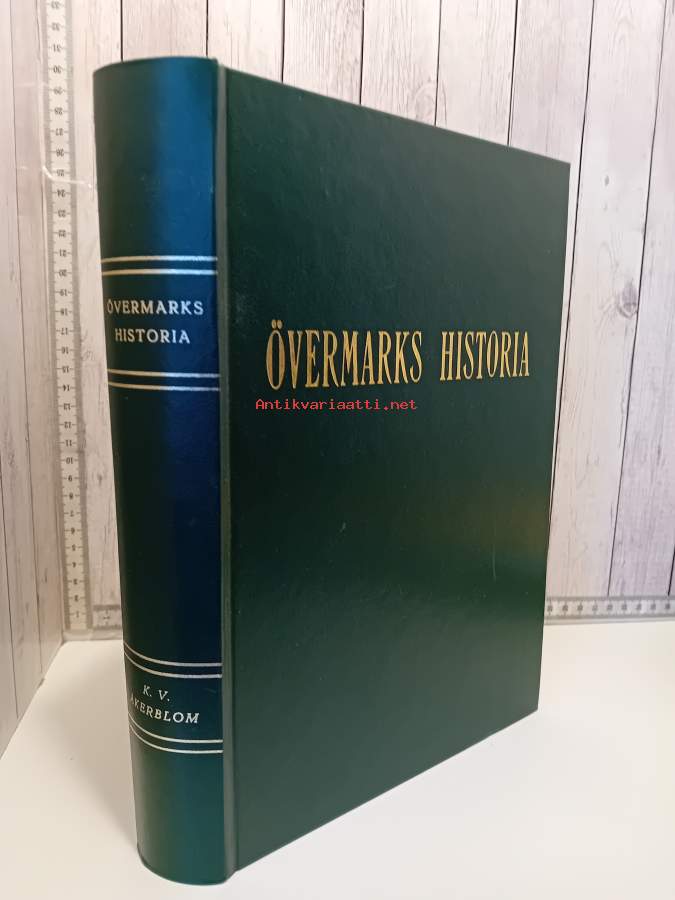 ÖVERMARKS
HISTORIA
K. V.
ÅKERBLOM
ÖVERMARKS HISTORIA
Antikvariaatti.net